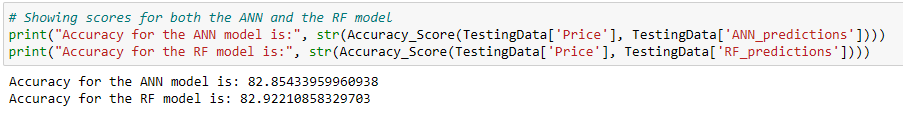 # Showing scores for both the ANN and the RF model
print("Accuracy for the ANN model is:", str(Accuracy_Score(TestingData['Price'], TestingData['ANN_predictions'])))
print("Accuracy for the RF model is:", str(Accuracy_Score(TestingData['Price'], TestingData['RF_predictions'])))
Accuracy for the ANN model is: 82.85433959960938
Accuracy for the RF model is: 82.92210858329703